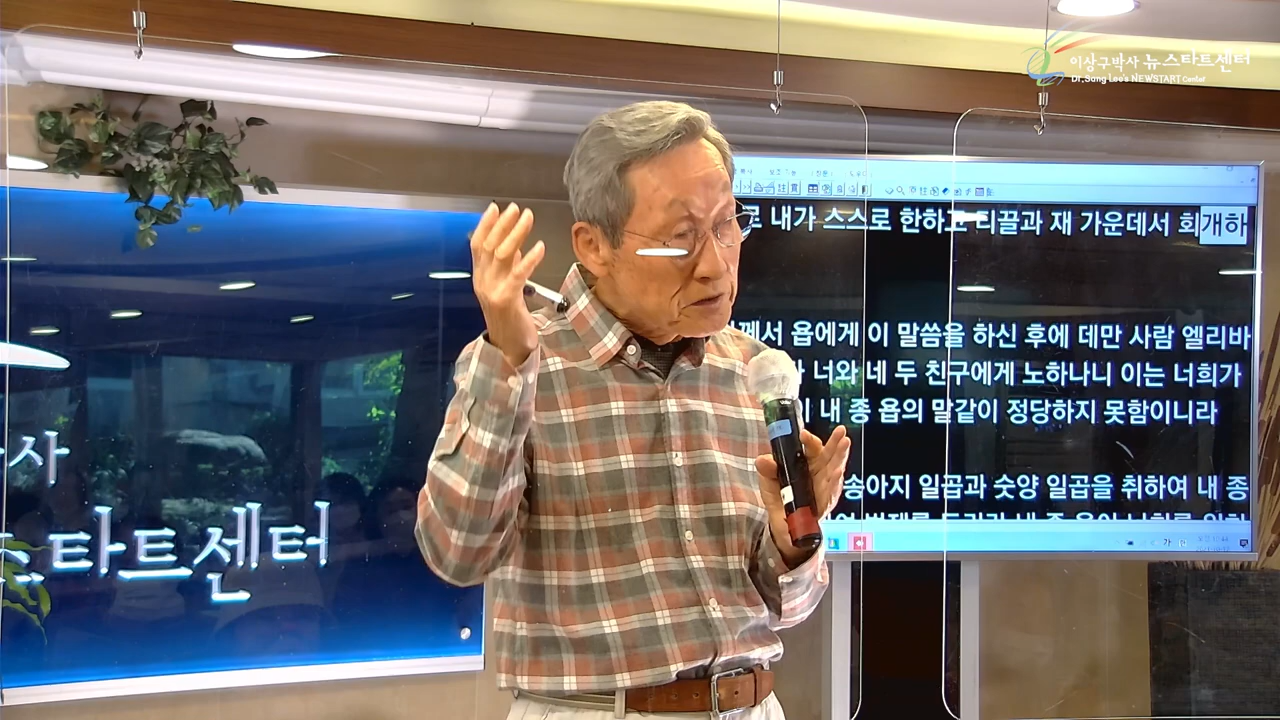 이상구박사 뉴스타트센터
Dr. Sang Lee's NEWSTART Center
내가 스스로 한하고 티끌과 재 가운데서 회개하
욥에게 이 말씀을 하신 후에 데만 사람 엘리바
너와 네 두 친구에게 노하나니 이는 너희가
내 종 욥의 말같이 정당하지 못함이니라
송아지 일곱과 숫양 일곱을 취하여 내 종
사
스타트센터